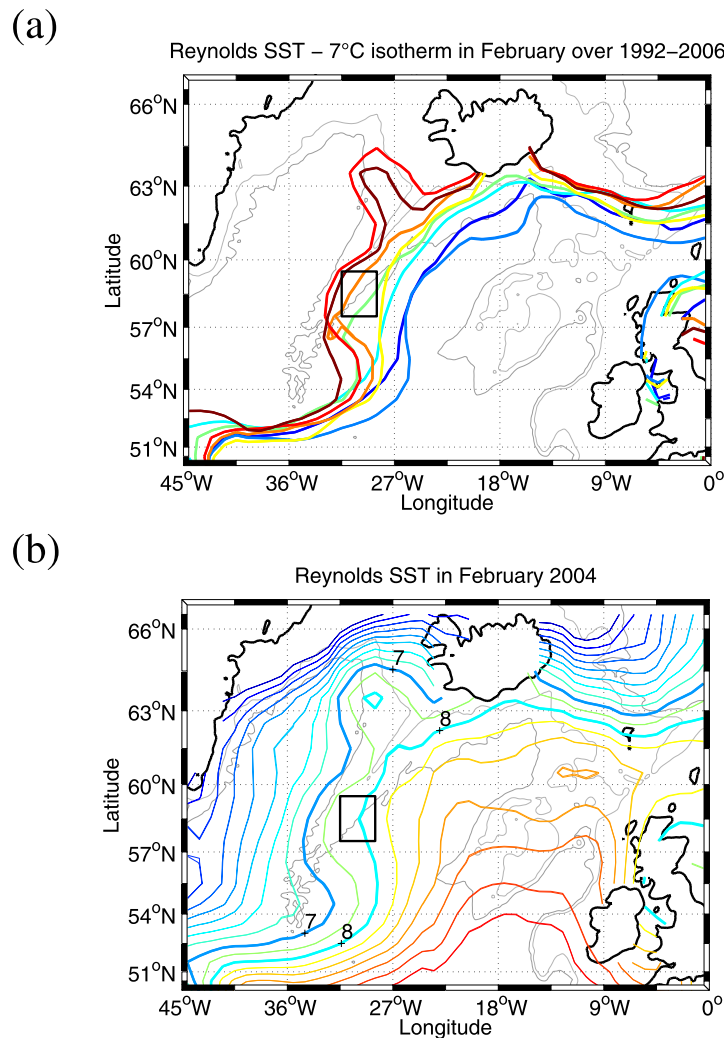 (a)
Reynolds SST – 7°C isotherm in February over 1992–2006
66°N
63°N
60°N
57°N
54°N
51°N
Latitude
45°W 36°W 27°W 18°W 9°W 0°
Longitude
(b)
Reynolds SST in February 2004
66°N
63°N
60°N
57°N
54°N
51°N
Latitude
7
8
7
8
45°W 36°W 27°W 18°W 9°W 0°
Longitude